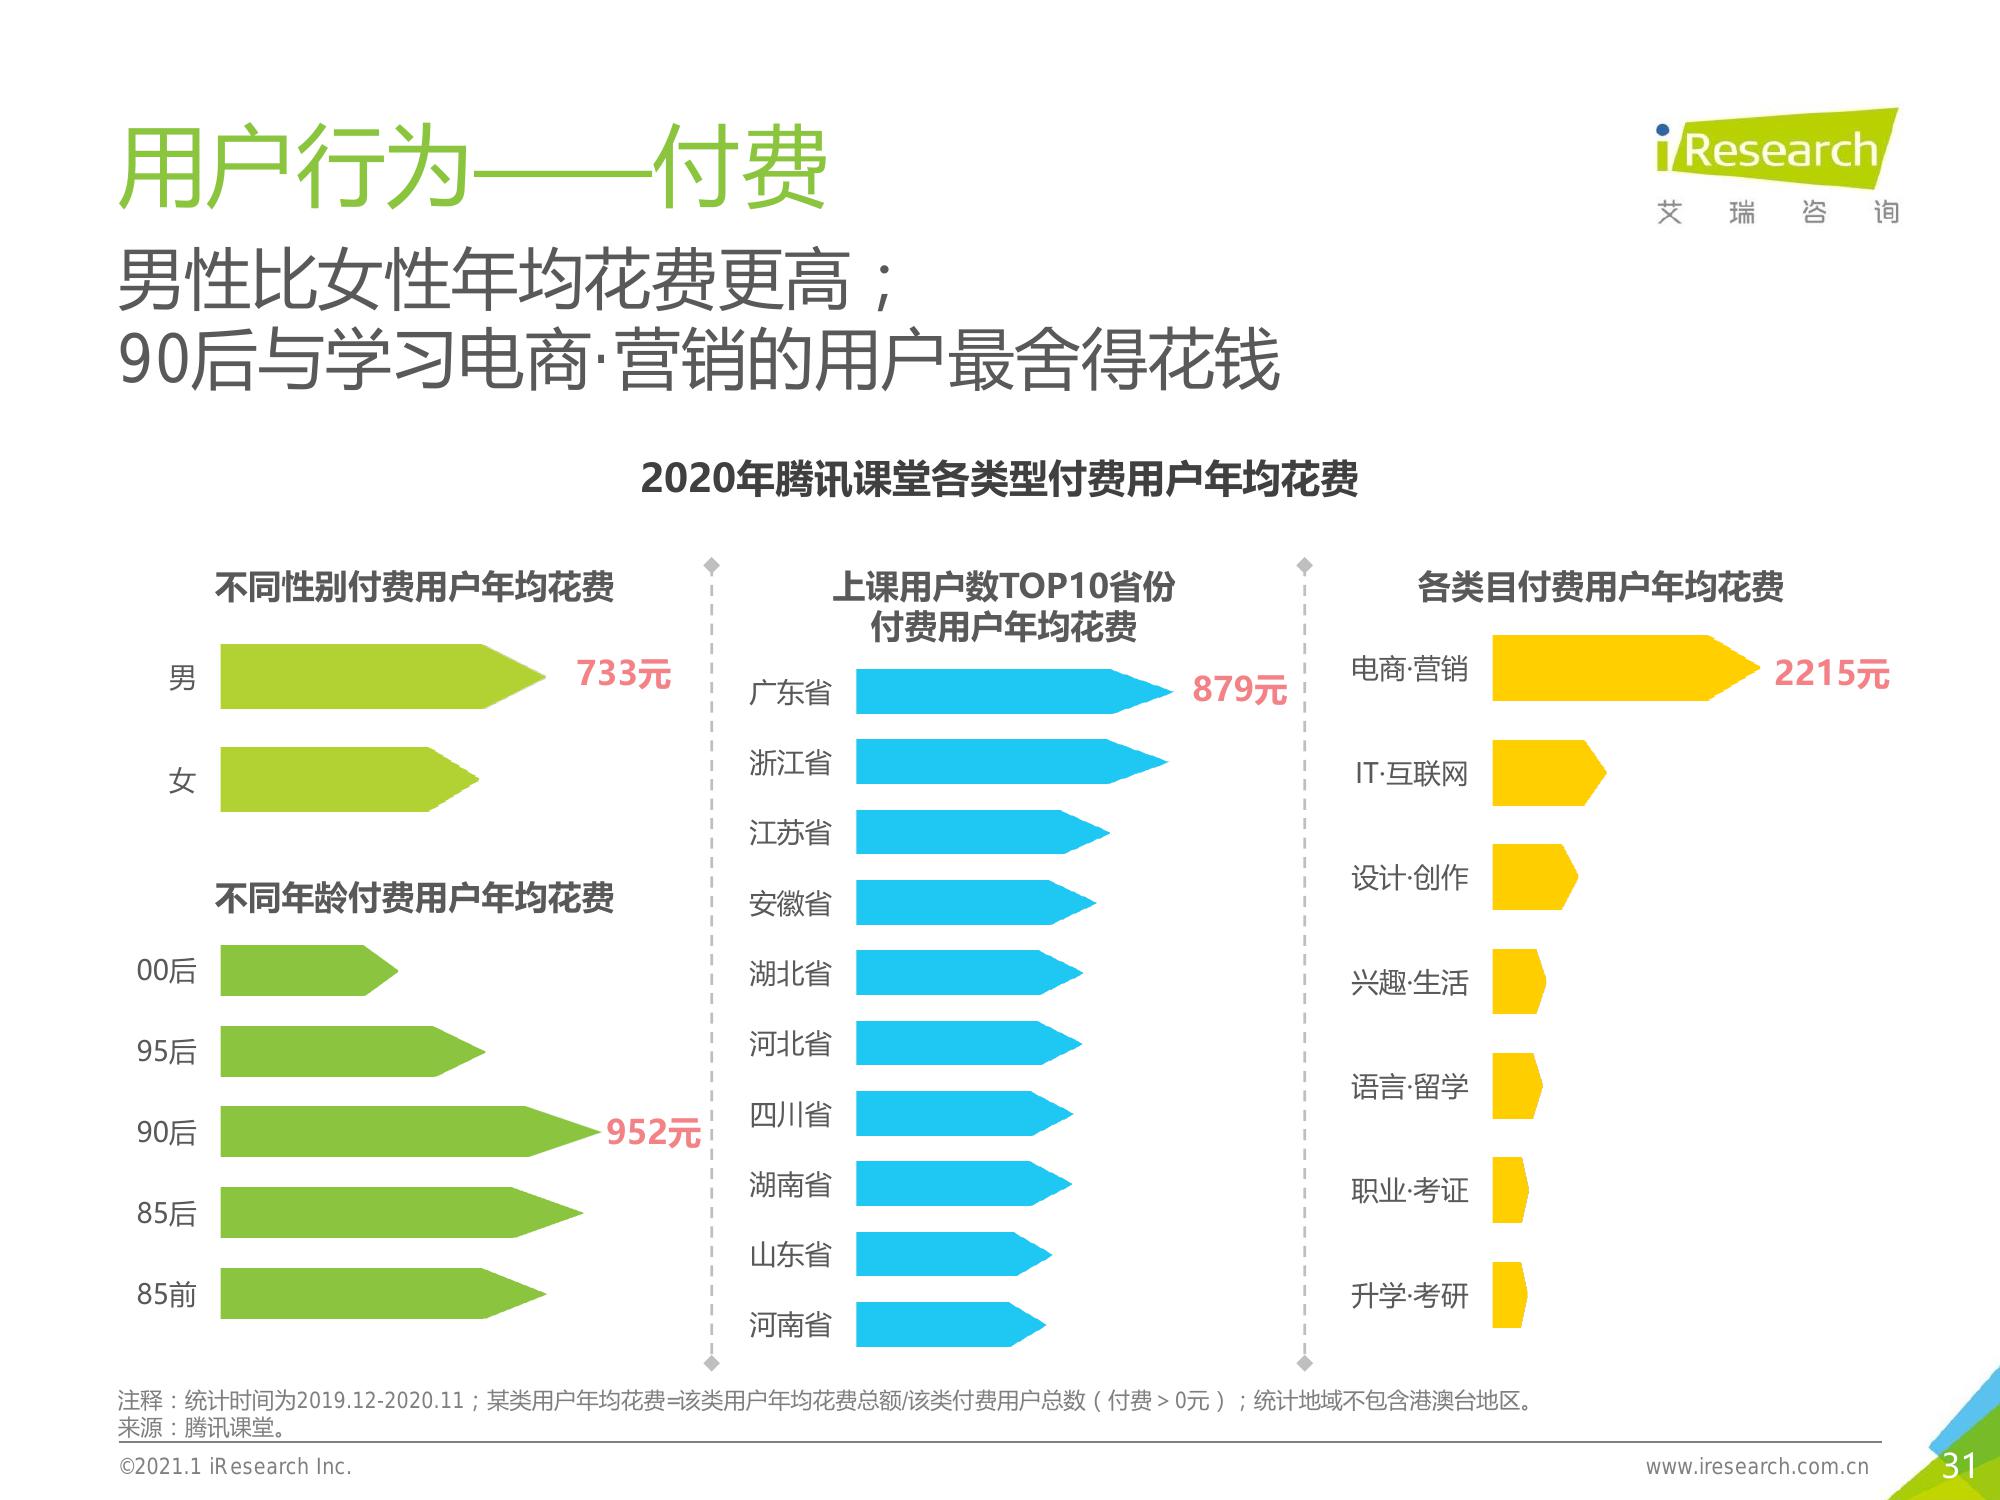 用户行为——付费
iResearch
艾瑞咨询
男性比女性年均花费更高；
90后与学习电商·营销的用户最舍得花钱
2020年腾讯课堂各类型付费用户年均花费
不同性别付费用户年均花费
男 733元
女
不同年龄付费用户年均花费
00后
95后
90后 952元
85后
85前
上课用户数TOP10省份
付费用户年均花费
广东省 879元
浙江省
江苏省
安徽省
湖北省
河北省
四川省
湖南省
山东省
河南省
各类目付费用户年均花费
电商·营销 2215元
IT·互联网
设计·创作
兴趣·生活
语言·留学
职业·考证
升学·考研
注释：统计时间为2019.12-2020.11；某类用户年均花费=该类用户年均花费总额/该类付费用户总数（付费＞0元）；统计地域不包含港澳台地区。
来源：腾讯课堂。
©2021.1 iResearch Inc.
www.iresearch.com.cn
31